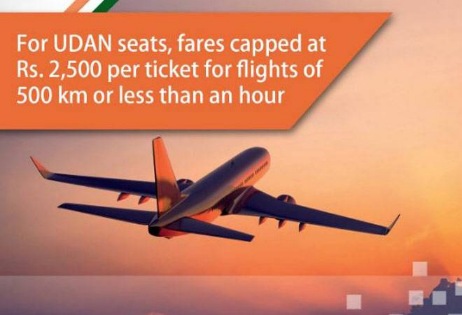 For UDAN seats, fares capped at
Rs. 2,500 per ticket for flights of
500 km or less than an hour